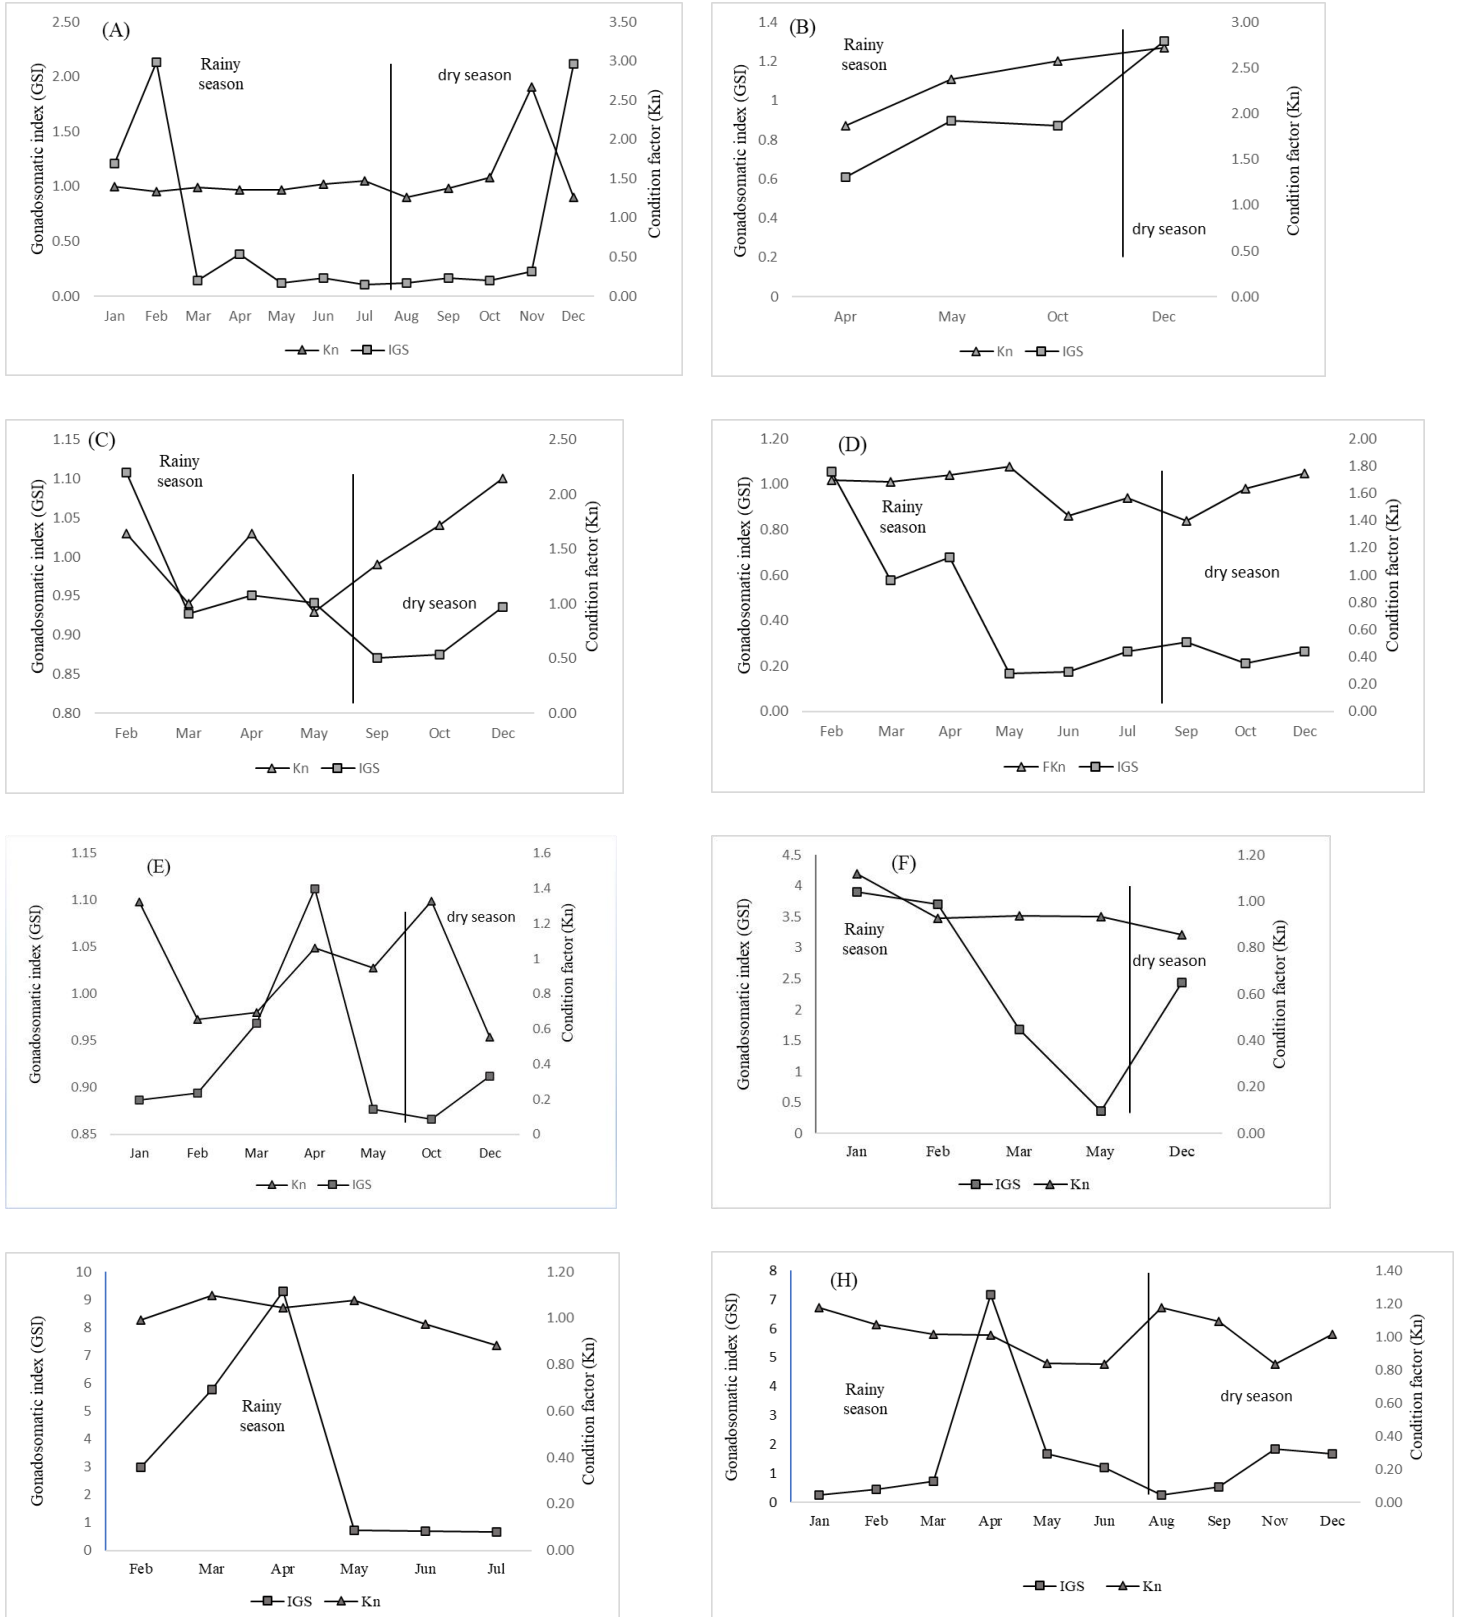 (A)
2.50
2.00
1.50
1.00
0.50
0.00
Gonadosomatic index (GSI)
Rainy
season
dry season
3.50
3.00
2.50
2.00
1.50
1.00
0.50
0.00
Condition factor (Kn)
Jan Feb Mar Apr May Jun Jul Aug Sep Oct Nov Dec
Kn IGS
(B)
1.4
1.2
1
0.8
0.6
0.4
0.2
0
Gonadosomatic index (GSI)
Rainy
season
dry season
3.00
2.50
2.00
1.50
1.00
0.50
0.00
Condition factor (Kn)
Apr May Oct Dec
Kn IGS
(C)
1.15
1.10
1.05
1.00
0.95
0.90
0.85
0.80
Gonadosomatic index (GSI)
Rainy
season
dry season
2.50
2.00
1.50
1.00
0.50
0.00
Condition factor (Kn)
Feb Mar Apr May Sep Oct Dec
Kn IGS
(D)
1.20
1.00
0.80
0.60
0.40
0.20
0.00
Gonadosomatic index (GSI)
Rainy
season
dry season
2.00
1.80
1.60
1.40
1.20
1.00
0.80
0.60
0.40
0.20
0.00
Condition factor (Kn)
Feb Mar Apr May Jun Jul Sep Oct Dec
FKn IGS
(E)
1.15
1.10
1.05
1.00
0.95
0.90
0.85
Gonadosomatic index (GSI)
dry season
1.6
1.4
1.2
1
0.8
0.6
0.4
0.2
0
Condition factor (Kn)
Jan Feb Mar Apr May Oct Dec
Kn IGS
(F)
4.5
4
3.5
3
2.5
2
1.5
1
0.5
0
Gonadosomatic index (GSI)
Rainy
season
dry season
1.20
1.00
0.80
0.60
0.40
0.20
0.00
Condition factor (Kn)
Jan Feb Mar May Dec
IGS Kn
10
9
8
7
6
5
4
3
2
1
0
Gonadosomatic index (GSI)
Rainy
season
1.20
1.00
0.80
0.60
0.40
0.20
0.00
Condition factor (Kn)
Feb Mar Apr May Jun Jul
IGS Kn
(H)
8
7
6
5
4
3
2
1
0
Gonadosomatic index (GSI)
Rainy
season
dry season
1.40
1.20
1.00
0.80
0.60
0.40
0.20
0.00
Condition factor (Kn)
Jan Feb Mar Apr May Jun Aug Sep Nov Dec
IGS Kn